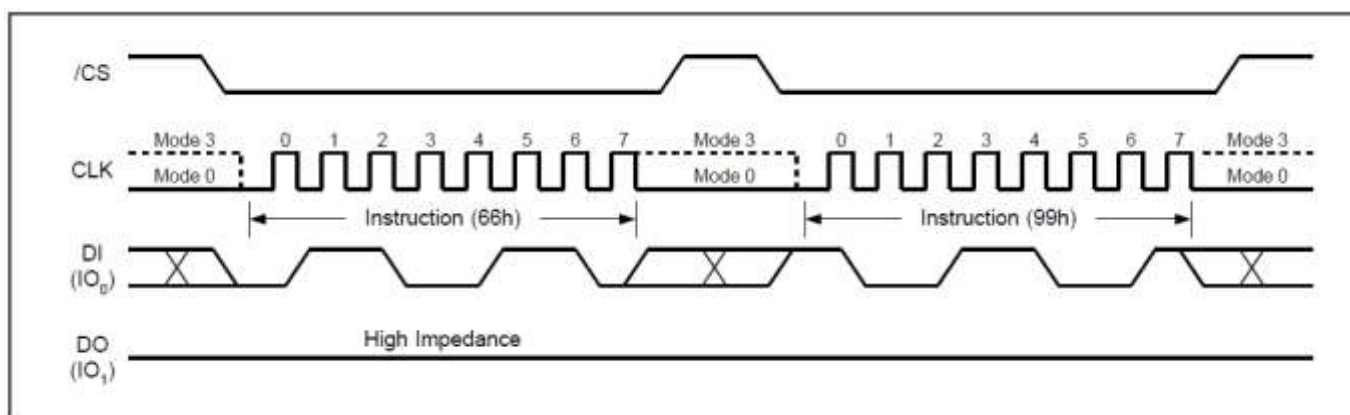 /CS
Mode 3 0 1 2 3 4 5 6 7 Mode 3 0 1 2 3 4 5 6 7 Mode 3
CLK
Mode 0 Mode 0 Mode 0
Instruction (66h) Instruction (99h)
DI
(IO₀)
High Impedance
DO
(IO₁)